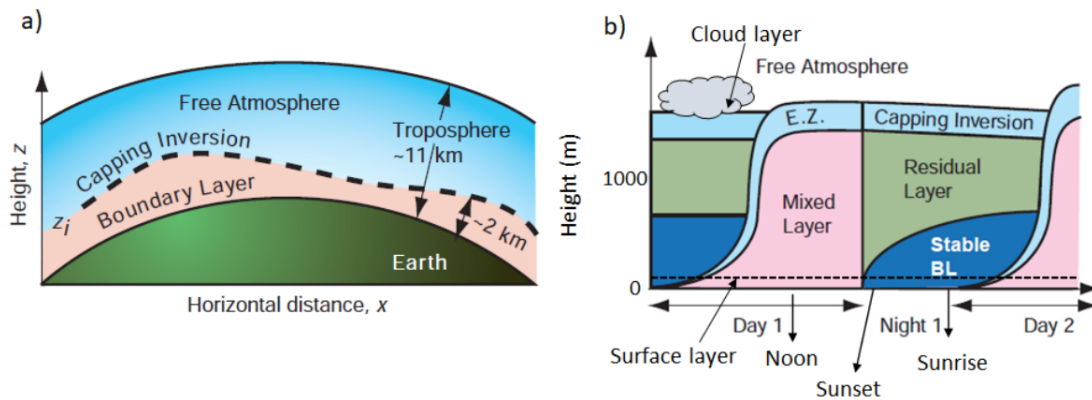 a)
Height, z
Free Atmosphere
Capping Inversion
Troposphere
~11 km
Boundary Layer
zi
~2 km
Earth
Horizontal distance, x
b)
Cloud layer
Free Atmosphere
E.Z.
Capping Inversion
Height (m)
1000
Residual
Layer
Mixed
Layer
Stable
BL
0
Day 1
Night 1
Day 2
Surface layer
Noon
Sunrise
Sunset